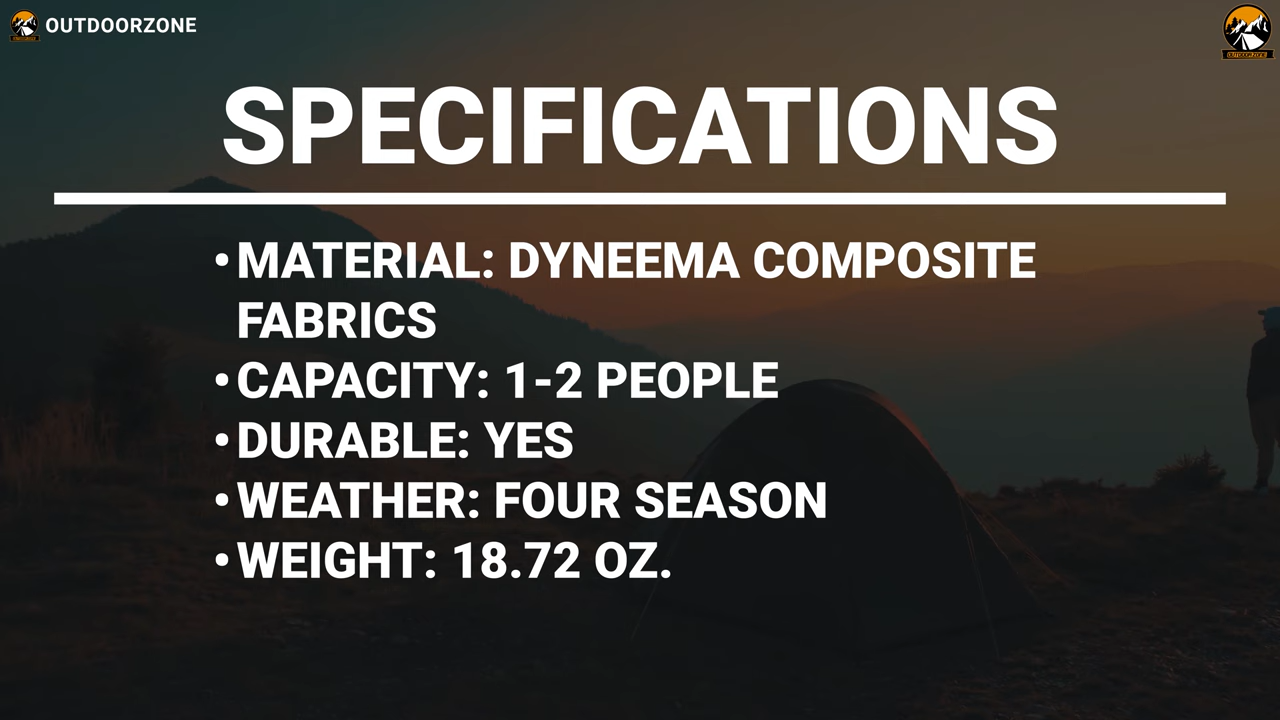 OUTDOORZONE
SPECIFICATIONS
• MATERIAL: DYNEEMA COMPOSITE
FABRICS
• CAPACITY: 1-2 PEOPLE
• DURABLE: YES
• WEATHER: FOUR SEASON
• WEIGHT: 18.72 OZ.
OUTDOORZONE